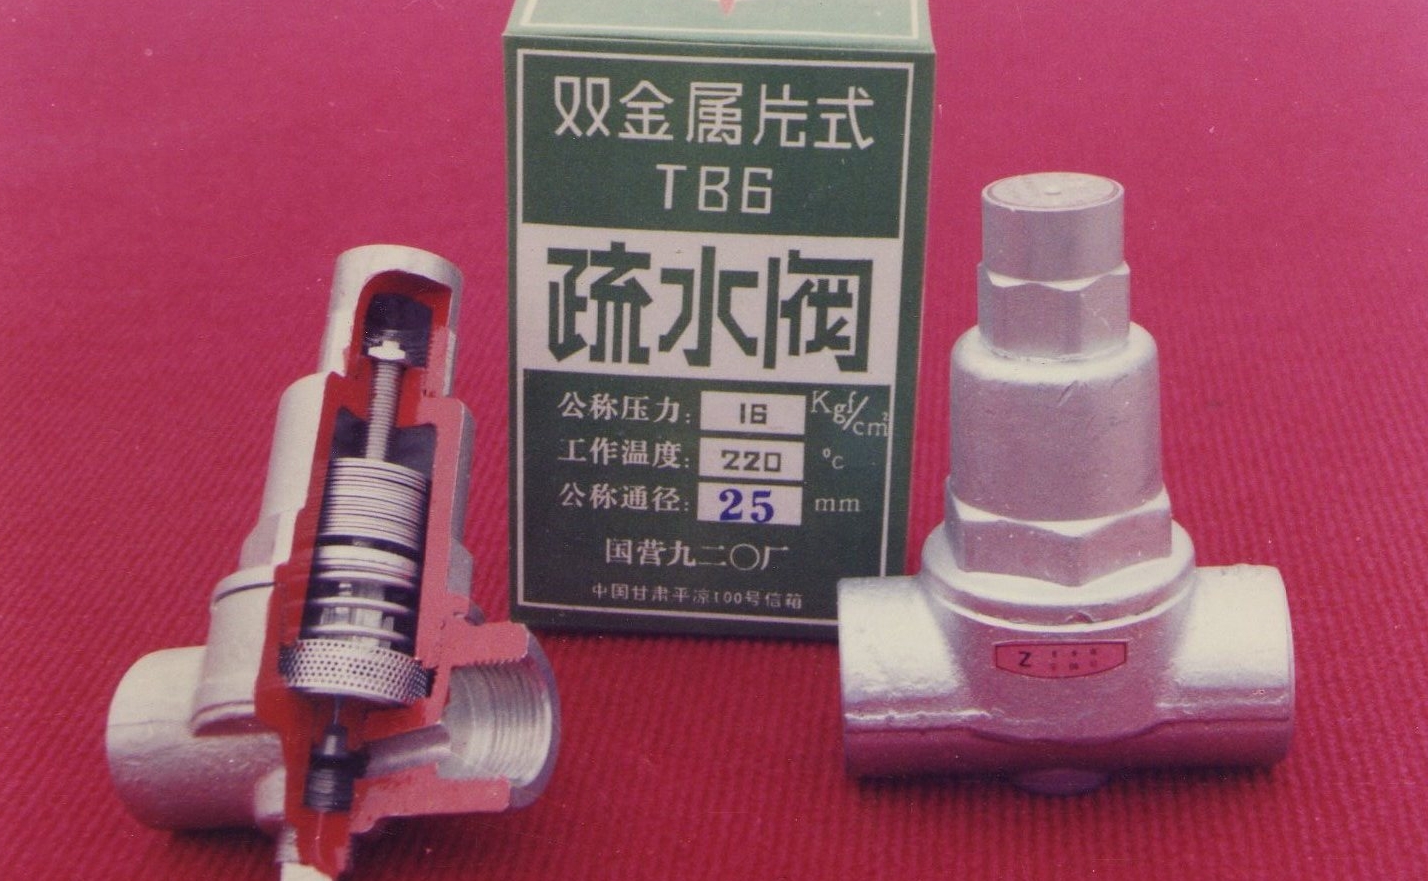 双金属片式
TB6
疏水阀
公称压力: 16 Kgf/cm²
工作温度: 220 °C
公称通径: 25 mm
国营九二〇厂
中国甘肃平凉100号信箱
Z